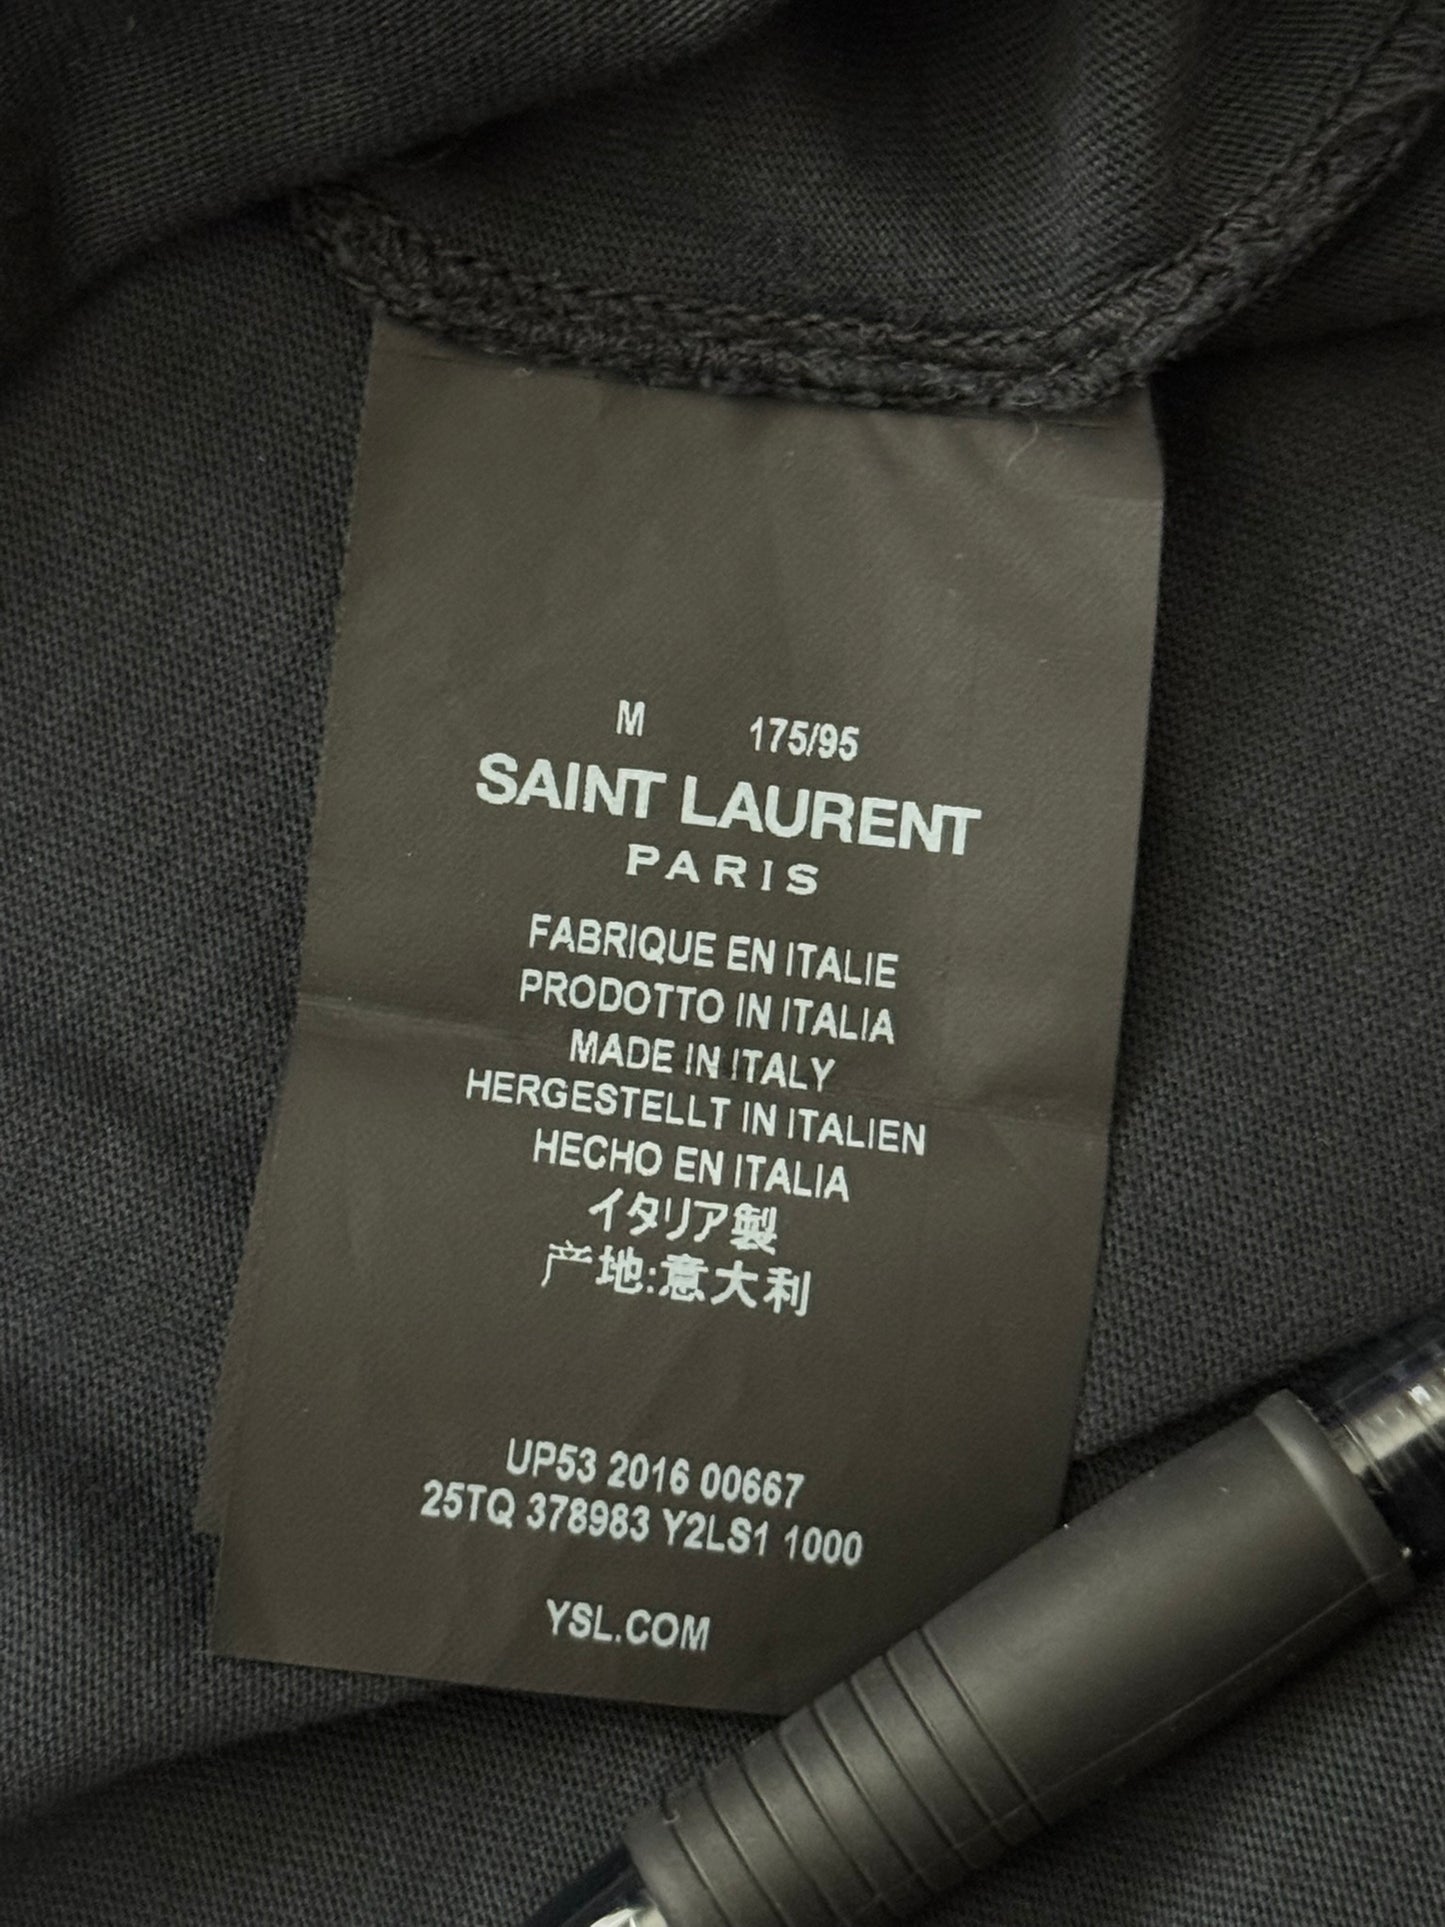 M 175/95
SAINT LAURENT
PARIS
FABRIQUE EN ITALIE
PRODOTTO IN ITALIA
MADE IN ITALY
HERGESTELLT IN ITALIEN
HECHO EN ITALIA
イタリア製
产地:意大利
UP53 2016 00667
25TQ 378983 Y2LS1 1000
YSL.COM